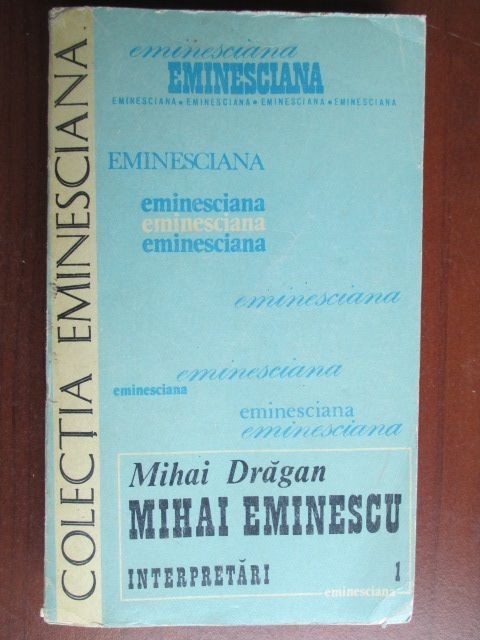 COLECȚIA EMINESCIANA.
eminesciana
EMINESCIANA
EMINESCIANA • EMINESCIANA • EMINESCIANA • EMINESCIANA
EMINESCIANA
eminesciana
eminesciana
eminesciana
eminesciana
eminesciana
eminesciana
eminesciana
eminesciana
Mihai Drăgan
MIHAI EMINESCU
INTERPRETĂRI 1
eminesciana